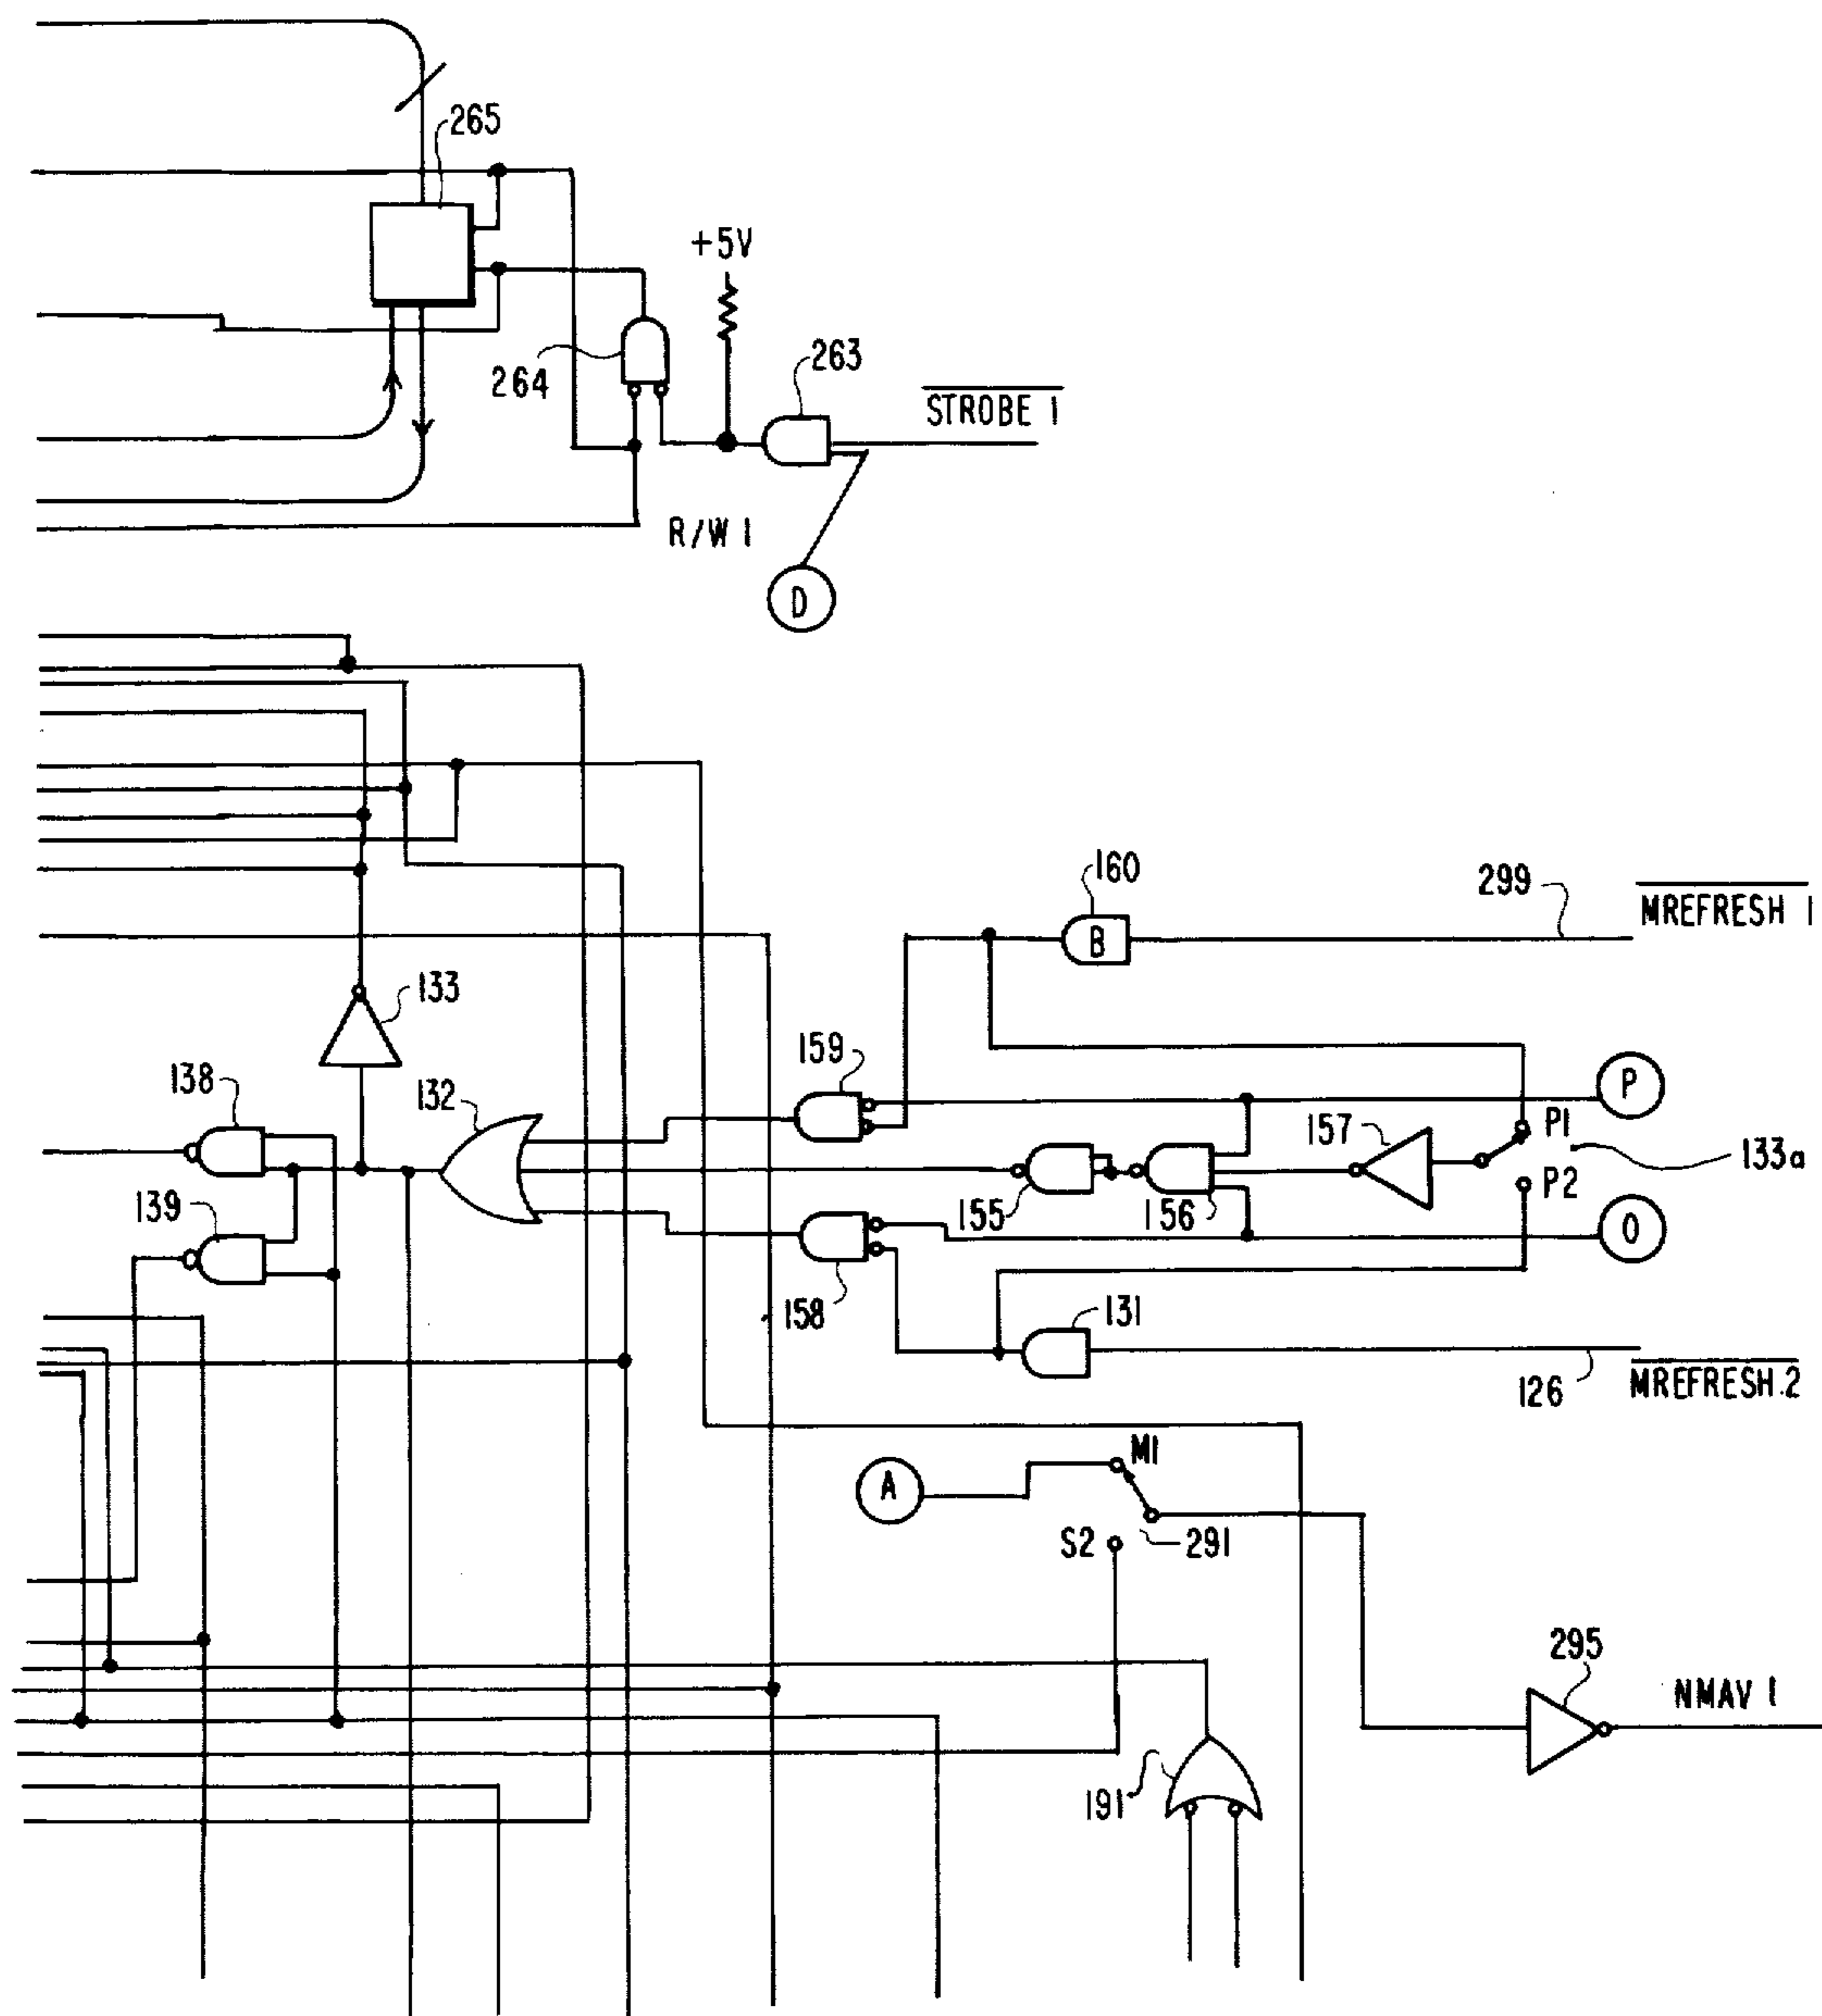 265
+5V
263
264
STROBE 1
R/W 1
D
160
299
MREFRESH 1
B
133
159
P
138
132
157
P1
133a
P2
139
155
156
O
158
131
126
MREFRESH.2
M1
A
S2
291
295
NMAV 1
191